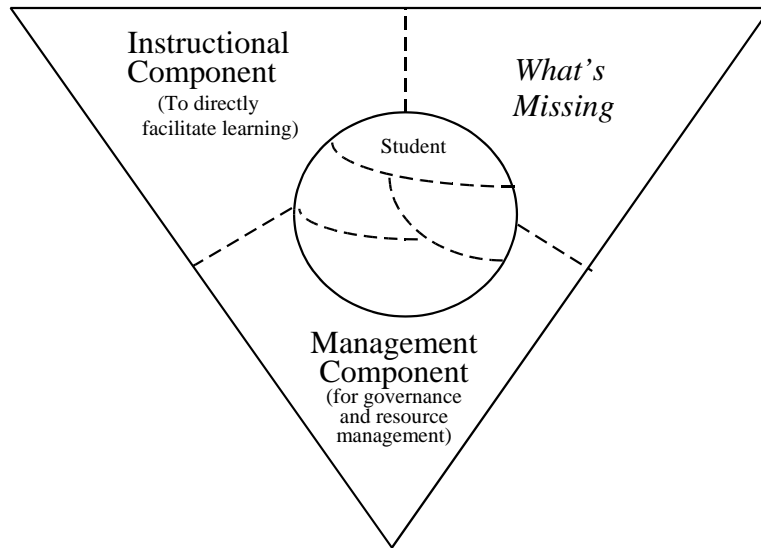 Instructional
Component
(To directly
facilitate learning)
What's
Missing
Student
Management
Component
(for governance
and resource
management)